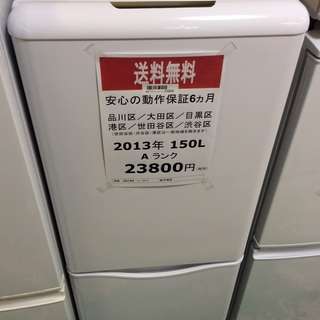 送料無料
安心の動作保証6ヵ月
品川区／大田区／目黒区
港区／世田谷区／渋谷区
2013年 150L
A ランク
23800円